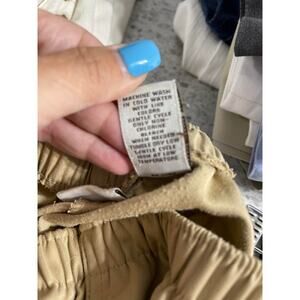 MACHINE WASH
IN COLD WATER
WITH LIKE
COLORS
GENTLE CYCLE
ONLY NON-
CHLORINE
BLEACH
WHEN NEEDED
TUMBLE DRY LOW
GENTLE CYCLE
IRON AT LOW
TEMPERATURE